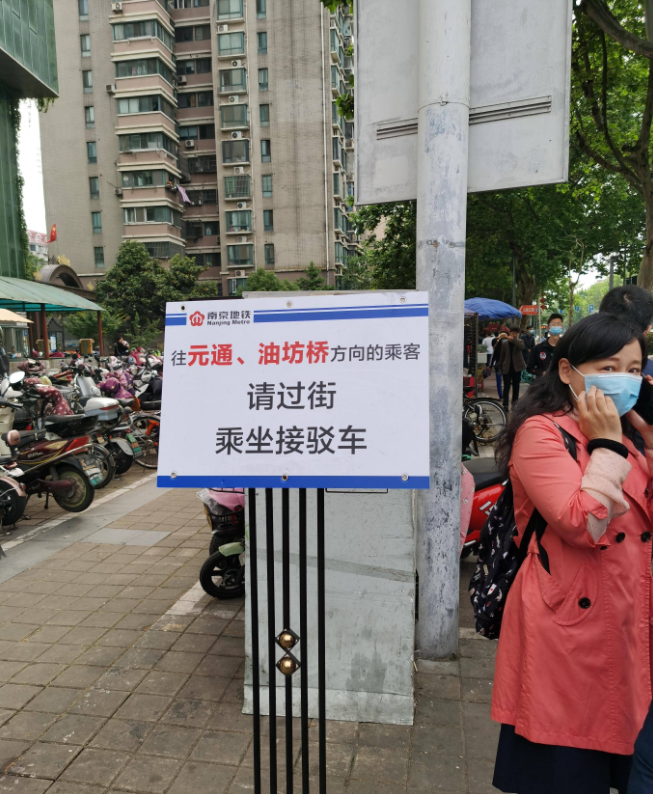 南京地铁
Nanjing Metro
往元通、油坊桥方向的乘客
请过街
乘坐接驳车